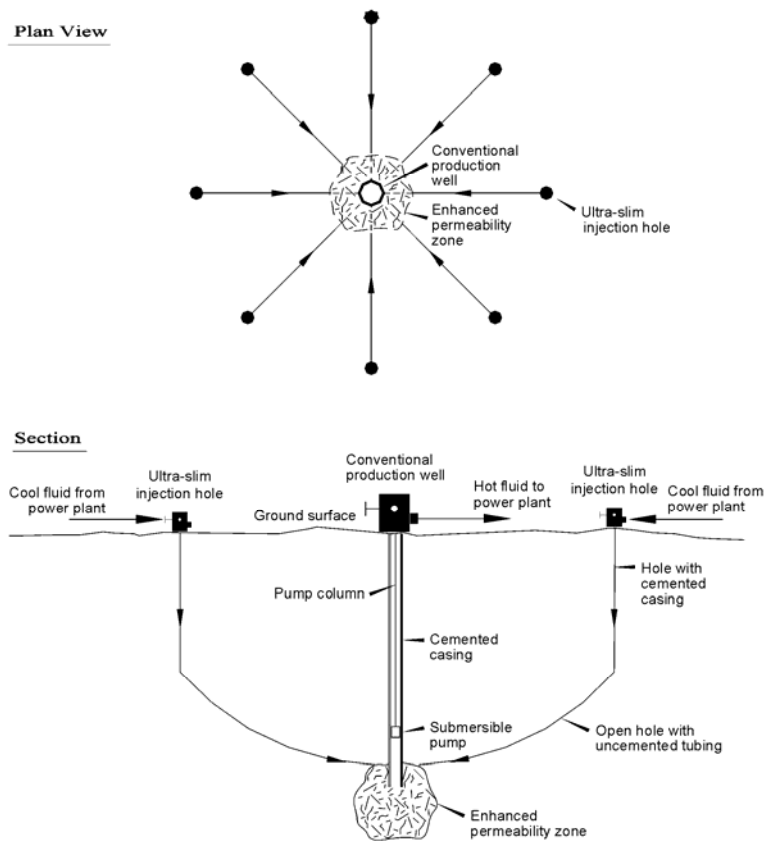 Plan View
Conventional
production
well
Enhanced
permeability
zone
Ultra-slim
injection hole
Section
Conventional
production well
Ultra-slim
injection hole
Cool fluid from
power plant
Ground surface
Hot fluid to
power plant
Ultra-slim
injection hole
Cool fluid from
power plant
Pump column
Hole with
cemented
casing
Cemented
casing
Submersible
pump
Open hole with
uncemented tubing
Enhanced
permeability zone